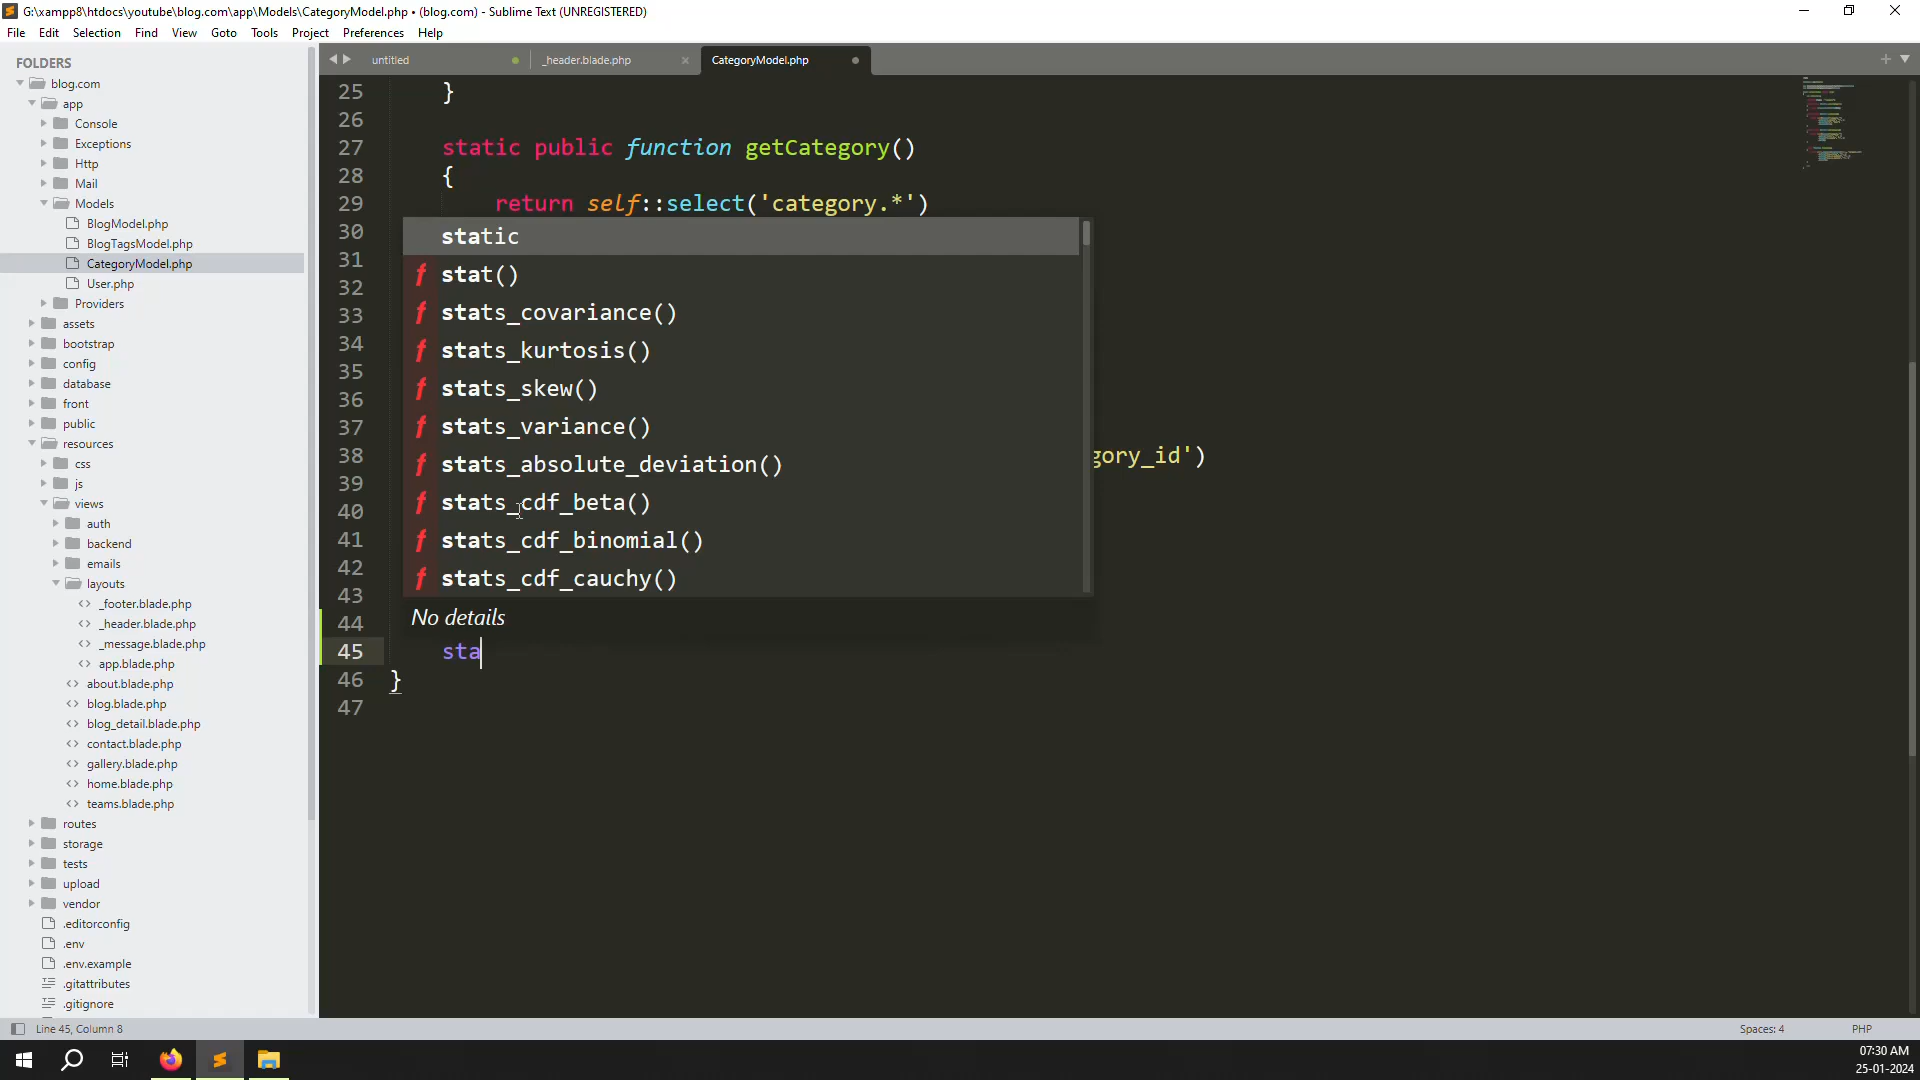 G:\xampp8\htdocs\youtube\blog.com\app\Models\CategoryModel.php • (blog.com) - Sublime Text (UNREGISTERED)
File Edit Selection Find View Goto Tools Project Preferences Help
FOLDERS
blog.com
app
Console
Exceptions
Http
Mail
Models
BlogModel.php
BlogTagsModel.php
CategoryModel.php
User.php
Providers
assets
bootstrap
config
database
front
public
resources
css
js
views
auth
backend
emails
layouts
_footer.blade.php
_header.blade.php
_message.blade.php
app.blade.php
about.blade.php
blog.blade.php
blog_detail.blade.php
contact.blade.php
gallery.blade.php
home.blade.php
teams.blade.php
routes
storage
tests
upload
vendor
.editorconfig
.env
.env.example
.gitattributes
.gitignore
untitled _header.blade.php CategoryModel.php
25 }
26
27 static public function getCategory()
28 {
29 return self::select('category.*')
30 static
31 stat()
32
33 stats_covariance()
34 stats_kurtosis()
35
36 stats_skew()
37 stats_variance()
38 stats_absolute_deviation() gory_id')
39
40 stats_cdf_beta()
41 stats_cdf_binomial()
42 stats_cdf_cauchy()
43
44 No details
45 sta
46 }
47
Line 45, Column 8 Spaces: 4 PHP
07:30 AM
25-01-2024